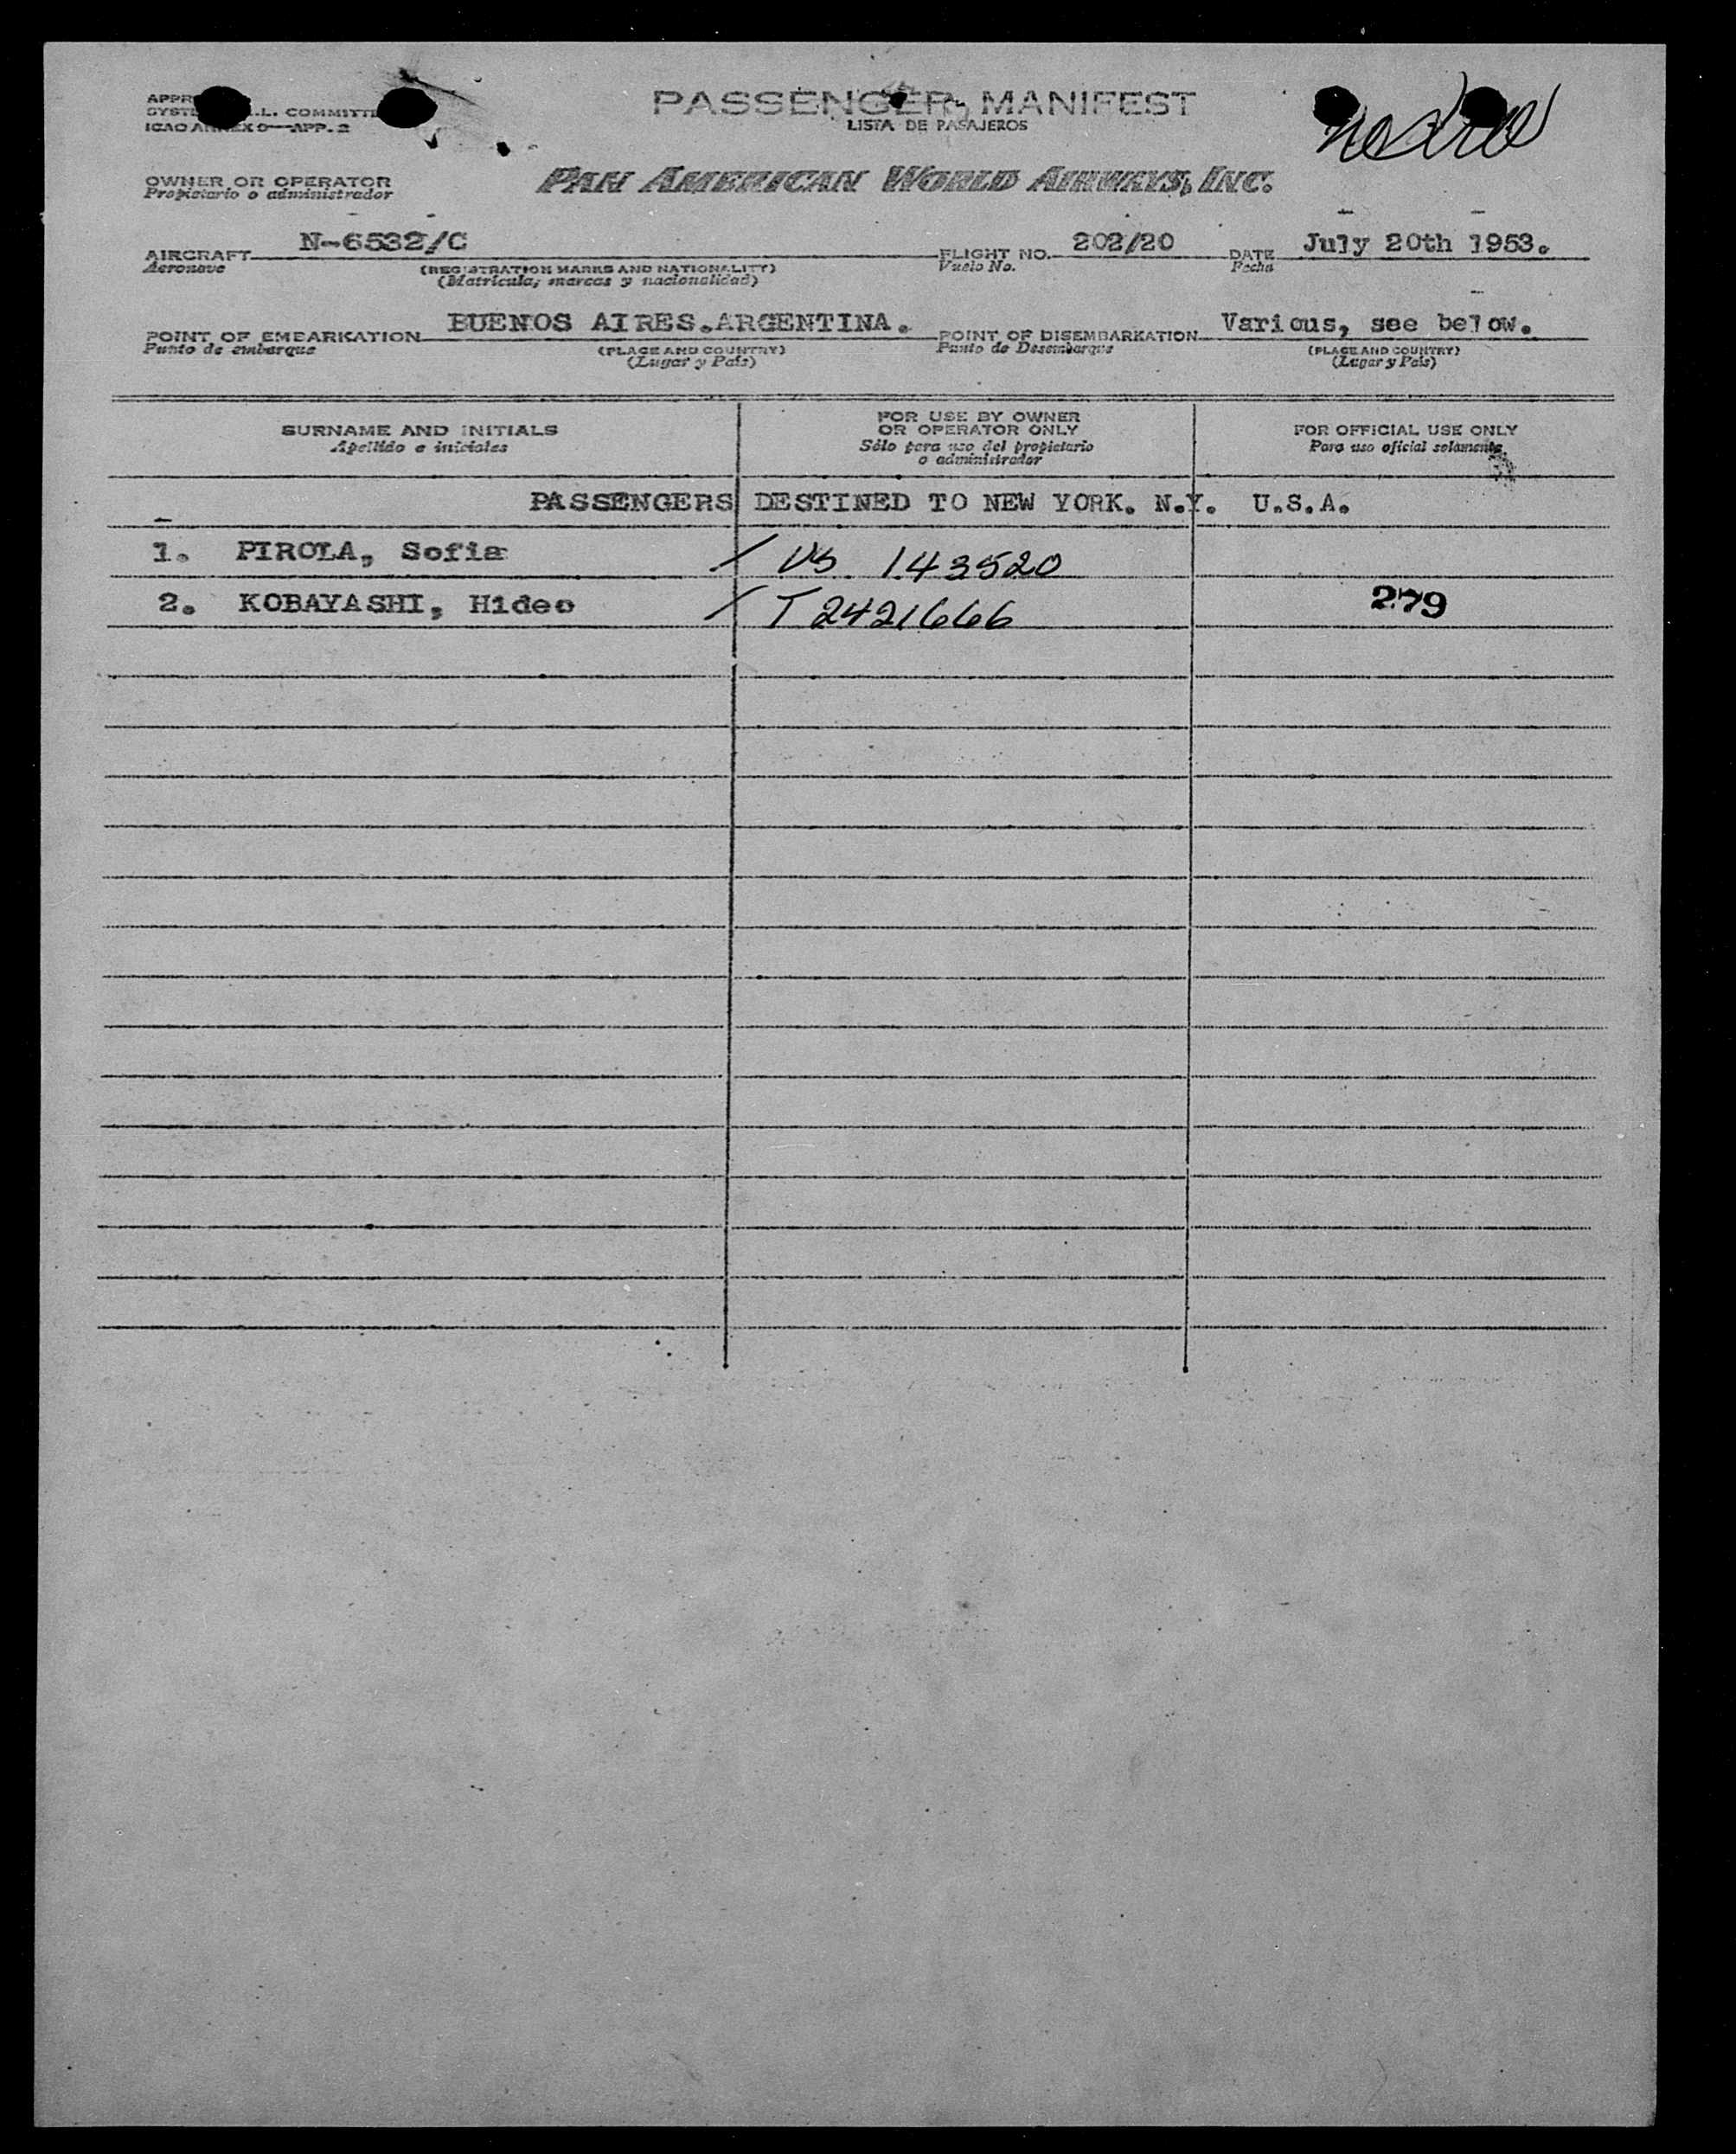 PASSENGER MANIFEST
LISTA DE PASAJEROS
ICAO APP. 2
OWNER OR OPERATOR
Propietario o administrador
PAN AMERICAN WORLD AIRWAYS, INC.
AIRCRAFT N-6532/C FLIGHT NO. 202/20 DATE July 20th 1953.
Aeronave (REGISTRATION MARKS AND NATIONALITY) Vuelo No. Fecha
(Matrícula, marcas y nacionalidad)
POINT OF EMBARKATION BUENOS AIRES.ARGENTINA. POINT OF DISEMBARKATION Various, see below.
Punto de embarque (PLACE AND COUNTRY) Punto de Desembarque (PLACE AND COUNTRY)
(Lugar y País) (Lugar y País)
SURNAME AND INITIALS
Apellido e iniciales
FOR USE BY OWNER
OR OPERATOR ONLY
Sólo para uso del propietario
o administrador
FOR OFFICIAL USE ONLY
Para uso oficial solamente
PASSENGERS DESTINED TO NEW YORK. N.Y. U.S.A.
1. PIROLA, Sofia / 143520
2. KOBAYASHI, Hideo / T 2421666 279